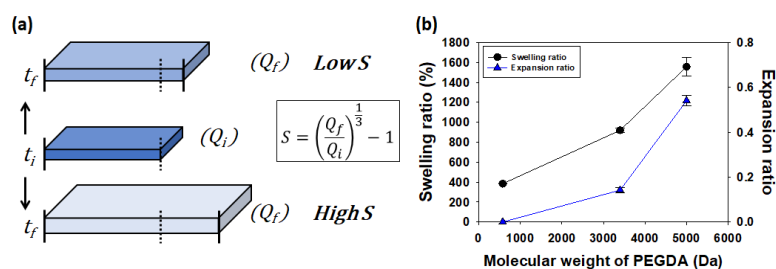 (a)
t_f
(Q_f)
Low S
t_i
(Q_i)
S = (Q_f/Q_i)^{1/3} − 1
t_f
(Q_f)
High S
(b)
Swelling ratio
Expansion ratio
Swelling ratio (%)
1800
1600
1400
1200
1000
800
600
400
200
0
Expansion ratio
0.8
0.6
0.4
0.2
0.0
0 1000 2000 3000 4000 5000 6000
Molecular weight of PEGDA (Da)